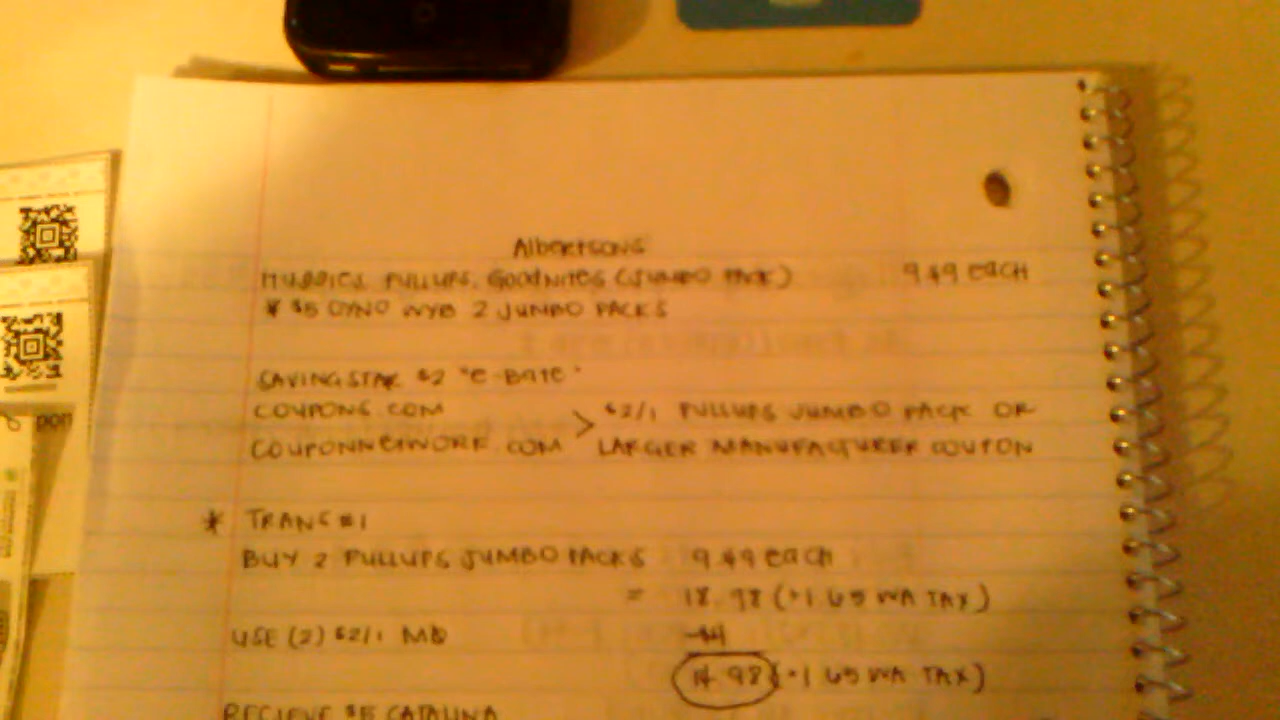 Albertsons
HUGGIES PULLUPS, GOODNITES (JUMBO PACK) 9.49 EACH
* $5 OYNO WYB 2 JUMBO PACKS
SAVINGSTAR $2 "e-Bate"
COUPONS.COM > $2/1 PULLUPS JUMBO PACK OR
COUPONNETWORK.COM LARGER MANUFACTURER COUPON
pon
* TRANS #1
BUY 2 PULLUPS JUMBO PACKS 9.49 EACH
= 18.98 (+1.65 WA TAX)
USE (2) $2/1 MQ -$4
14.98 (+1.65 WA TAX)
RECIEVE $5 CATALINA